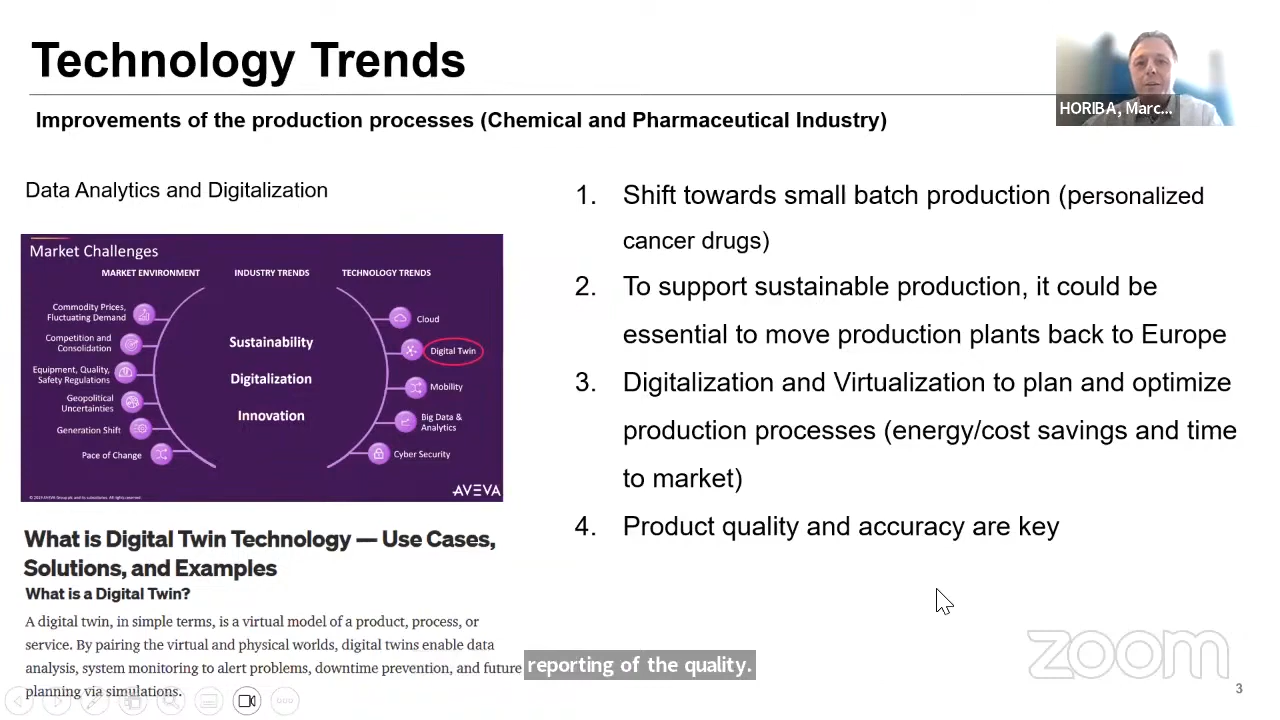 Technology Trends
HORIBA, Marc...
Improvements of the production processes (Chemical and Pharmaceutical Industry)
Data Analytics and Digitalization
Market Challenges
MARKET ENVIRONMENT
INDUSTRY TRENDS
TECHNOLOGY TRENDS
Commodity Prices,
Fluctuating Demand
Competition and
Consolidation
Equipment, Quality,
Safety Regulations
Geopolitical
Uncertainties
Generation Shift
Pace of Change
Sustainability
Digitalization
Innovation
Cloud
Digital Twin
Mobility
Big Data &
Analytics
Cyber Security
AVEVA
What is Digital Twin Technology — Use Cases,
Solutions, and Examples
What is a Digital Twin?
A digital twin, in simple terms, is a virtual model of a product, process, or
service. By pairing the virtual and physical worlds, digital twins enable data
analysis, system monitoring to alert problems, downtime prevention, and future
planning via simulations.
1. Shift towards small batch production (personalized
cancer drugs)
2. To support sustainable production, it could be
essential to move production plants back to Europe
3. Digitalization and Virtualization to plan and optimize
production processes (energy/cost savings and time
to market)
4. Product quality and accuracy are key
reporting of the quality.
zoom
3